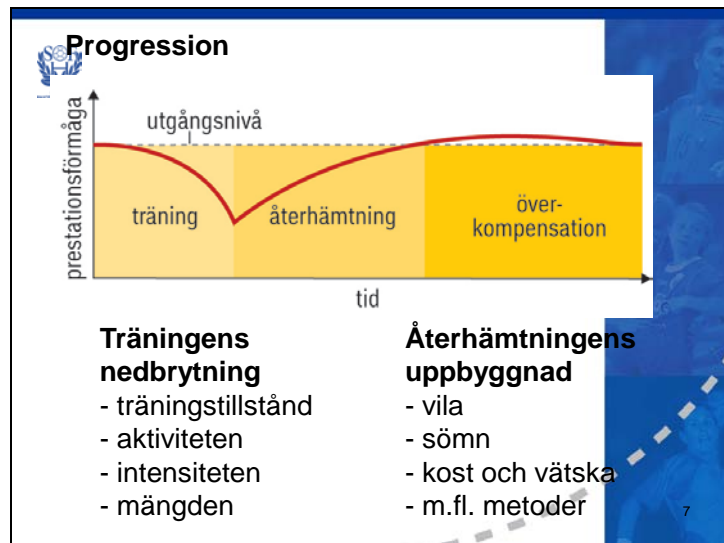 Progression
utgångsnivå
prestationsförmåga
träning
återhämtning
över-
kompensation
tid
Träningens
nedbrytning
- träningstillstånd
- aktiviteten
- intensiteten
- mängden
Återhämtningens
uppbyggnad
- vila
- sömn
- kost och vätska
- m.fl. metoder
7